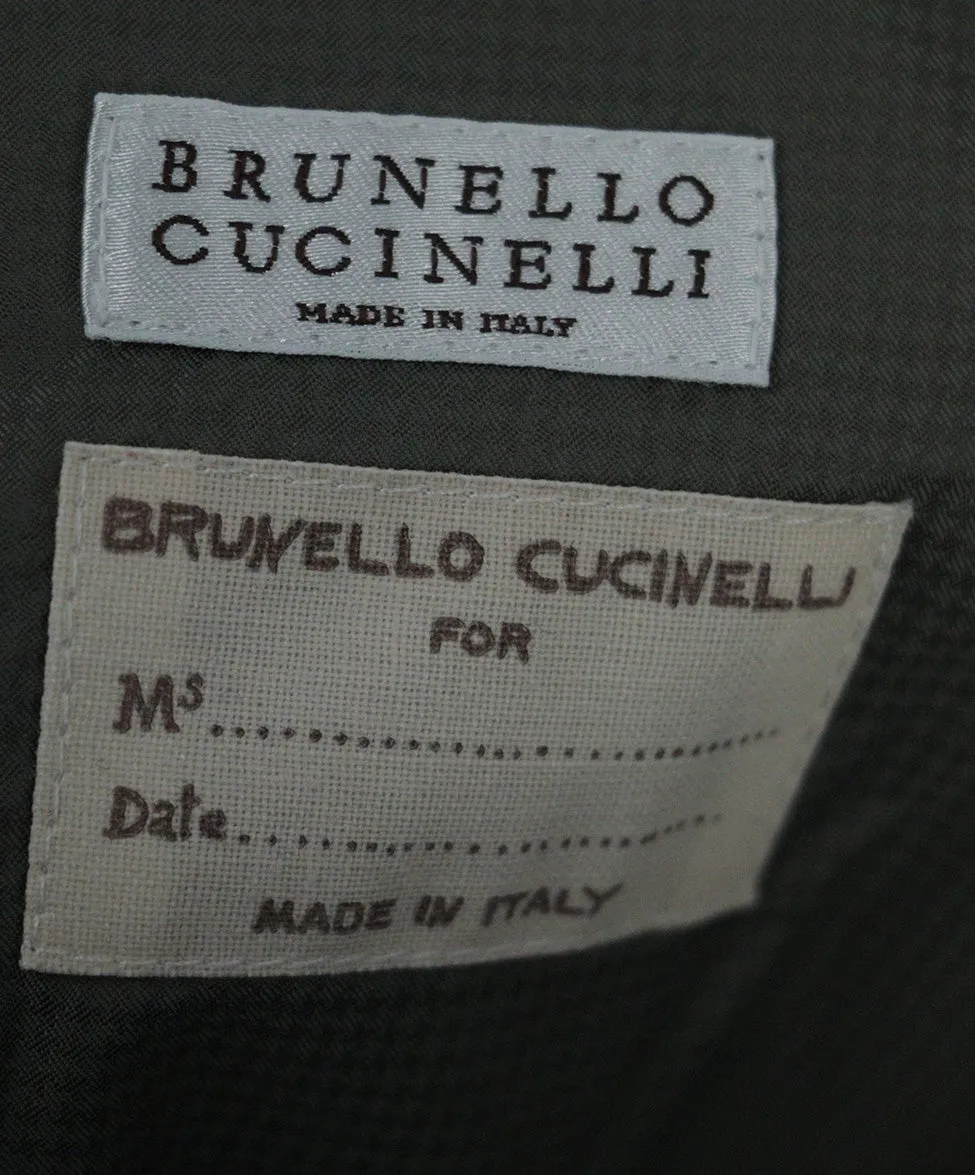 BRUNELLO
CUCINELLI
MADE IN ITALY
BRUNELLO CUCINELLI
FOR
Ms.................................
Date..............................
MADE IN ITALY